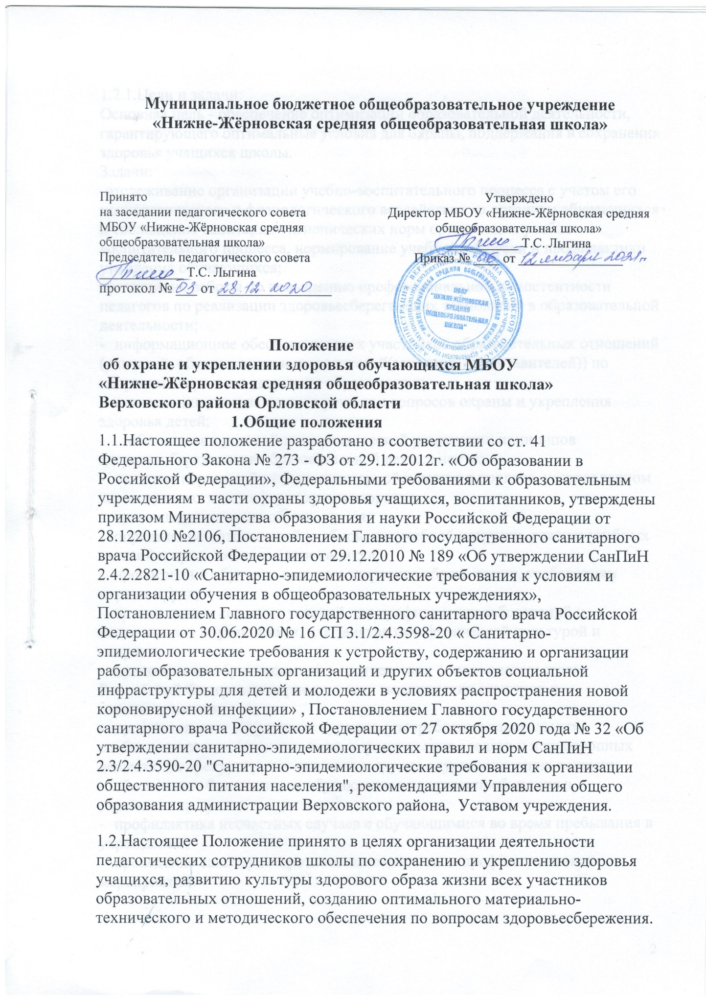 Муниципальное бюджетное общеобразовательное учреждение
«Нижне-Жёрновская средняя общеобразовательная школа»
Принято
на заседании педагогического совета
МБОУ «Нижне-Жёрновская средняя
общеобразовательная школа»
Председатель педагогического совета
Т.С. Лыгина
протокол № 03 от 28.12.2020
Утверждено
Директор МБОУ «Нижне-Жёрновская средняя
общеобразовательная школа»
Т.С. Лыгина
Приказ № 06 от 12 января 2021 г
МБОУ
"НИЖНЕ-ЖЁРНОВСКАЯ
СРЕДНЯЯ
ОБЩЕОБРАЗОВАТЕЛЬНАЯ
ШКОЛА"
Положение
об охране и укреплении здоровья обучающихся МБОУ
«Нижне-Жёрновская средняя общеобразовательная школа»
Верховского района Орловской области
1.Общие положения
1.1.Настоящее положение разработано в соответствии со ст. 41
Федерального Закона № 273 - ФЗ от 29.12.2012г. «Об образовании в
Российской Федерации», Федеральными требованиями к образовательным
учреждениям в части охраны здоровья учащихся, воспитанников, утверждены
приказом Министерства образования и науки Российской Федерации от
28.122010 №2106, Постановлением Главного государственного санитарного
врача Российской Федерации от 29.12.2010 № 189 «Об утверждении СанПиН
2.4.2.2821-10 «Санитарно-эпидемиологические требования к условиям и
организации обучения в общеобразовательных учреждениях»,
Постановлением Главного государственного санитарного врача Российской
Федерации от 30.06.2020 № 16 СП.3.1/2.4.3598-20 « Санитарно-
эпидемиологические требования к устройству, содержанию и организации
работы образовательных организаций и других объектов социальной
инфраструктуры для детей и молодежи в условиях распространения новой
короновирусной инфекции» , Постановлением Главного государственного
санитарного врача Российской Федерации от 27 октября 2020 года № 32 «Об
утверждении санитарно-эпидемиологических правил и норм СанПиН
2.3/2.4.3590-20 "Санитарно-эпидемиологические требования к организации
общественного питания населения", рекомендациями Управления общего
образования администрации Верховского района,  Уставом учреждения.
1.2.Настоящее Положение принято в целях организации деятельности
педагогических сотрудников школы по сохранению и укреплению здоровья
учащихся, развитию культуры здорового образа жизни всех участников
образовательных отношений, созданию оптимального материально-
технического и методического обеспечения по вопросам здоровьесбережения.